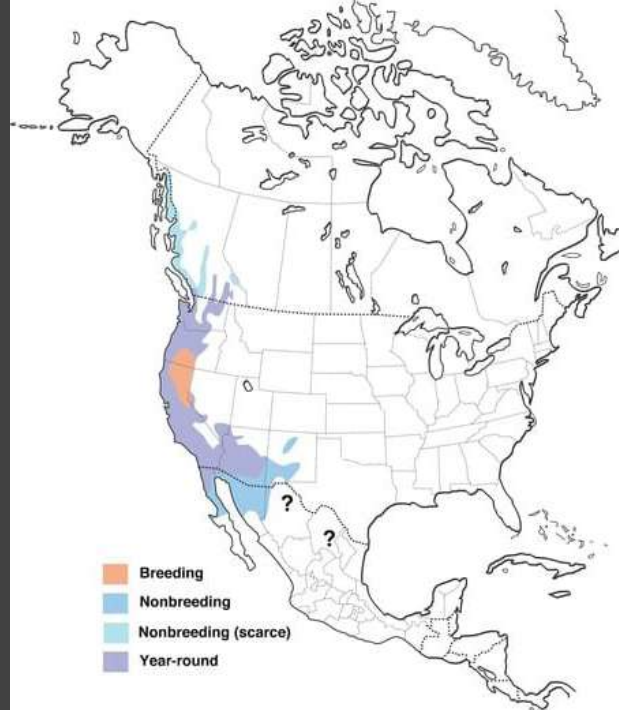 ?
?
Breeding
Nonbreeding
Nonbreeding (scarce)
Year-round